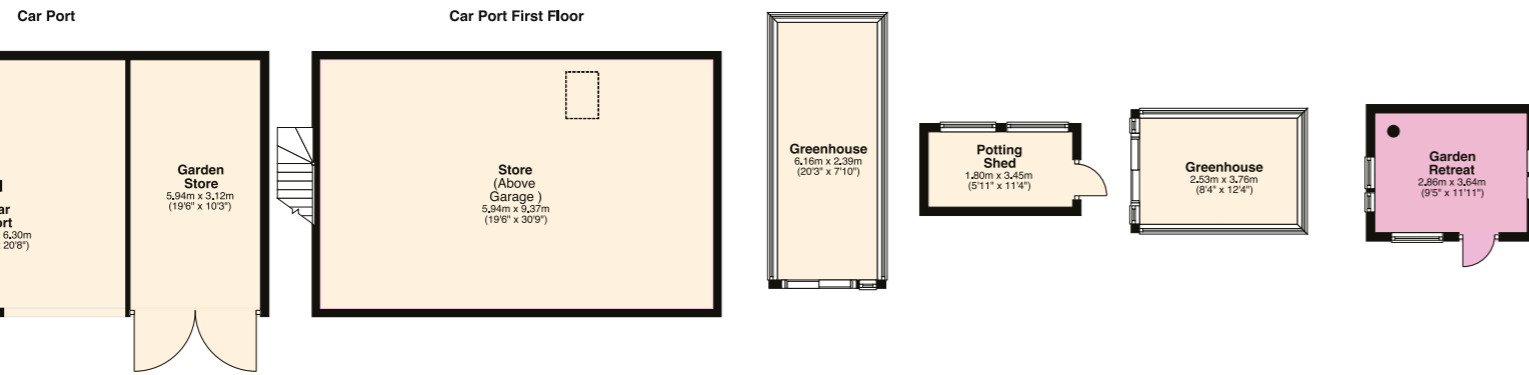 Car Port
Car Port First Floor
6.30m
20'8")
Garden
Store
5.94m x 3.12m
(19'6" x 10'3")
Store
(Above
Garage )
5.94m x 9.37m
(19'6" x 30'9")
Greenhouse
6.16m x 2.39m
(20'3" x 7'10")
Potting
Shed
1.80m x 3.45m
(5'11" x 11'4")
Greenhouse
2.53m x 3.76m
(8'4" x 12'4")
Garden
Retreat
2.86m x 3.64m
(9'5" x 11'11")